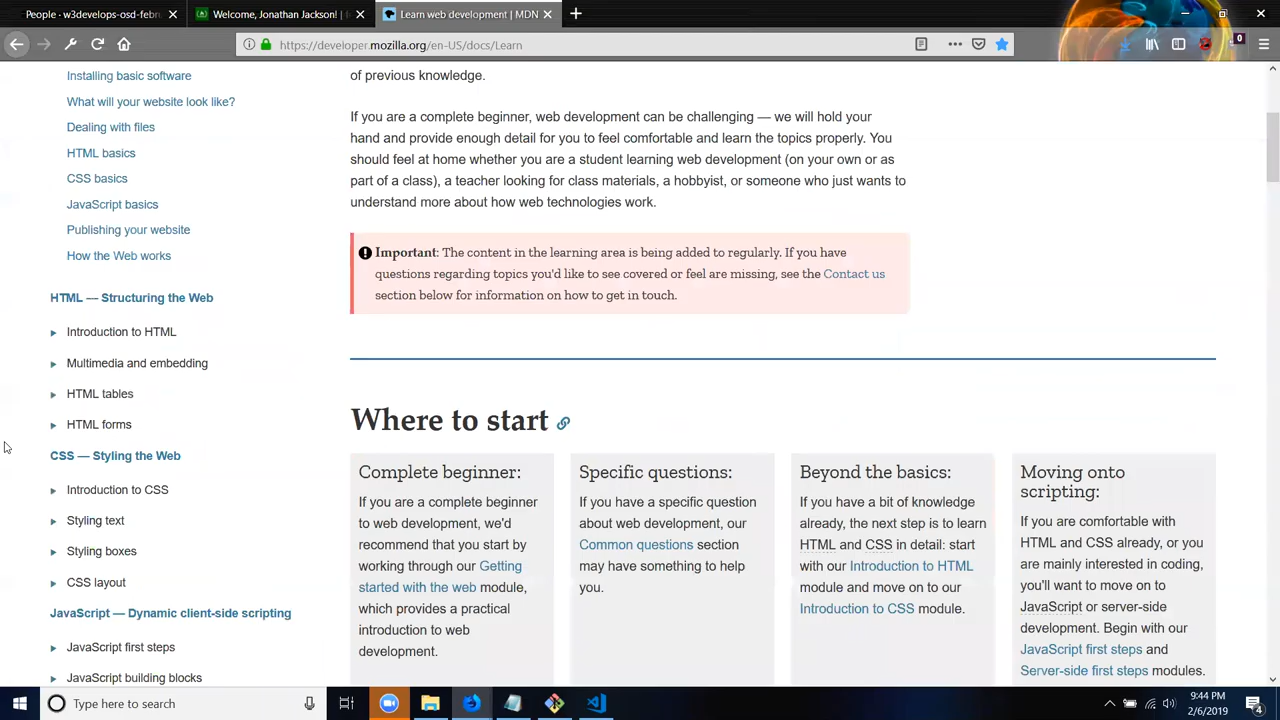 People - w3devels-osd-febru
Welcome, Jonathan Jackson! |
Learn web development | MDN
https://developer.mozilla.org/en-US/docs/Learn
0
Installing basic software
What will your website look like?
Dealing with files
HTML basics
CSS basics
JavaScript basics
Publishing your website
How the Web works
HTML — Structuring the Web
Introduction to HTML
Multimedia and embedding
HTML tables
HTML forms
CSS — Styling the Web
Introduction to CSS
Styling text
Styling boxes
CSS layout
JavaScript — Dynamic client-side scripting
JavaScript first steps
JavaScript building blocks
of previous knowledge.
If you are a complete beginner, web development can be challenging — we will hold your
hand and provide enough detail for you to feel comfortable and learn the topics properly. You
should feel at home whether you are a student learning web development (on your own or as
part of a class), a teacher looking for class materials, a hobbyist, or someone who just wants to
understand more about how web technologies work.
Important: The content in the learning area is being added to regularly. If you have
questions regarding topics you'd like to see covered or feel are missing, see the Contact us
section below for information on how to get in touch.
Where to start
Complete beginner:
If you are a complete beginner
to web development, we'd
recommend that you start by
working through our Getting
started with the web module,
which provides a practical
introduction to web
development.
Specific questions:
If you have a specific question
about web development, our
Common questions section
may have something to help
you.
Beyond the basics:
If you have a bit of knowledge
already, the next step is to learn
HTML and CSS in detail: start
with our Introduction to HTML
module and move on to our
Introduction to CSS module.
Moving onto
scripting:
If you are comfortable with
HTML and CSS already, or you
are mainly interested in coding,
you'll want to move on to
JavaScript or server-side
development. Begin with our
JavaScript first steps and
Server-side first steps modules.
Type here to search
9:44 PM
2/6/2019
4